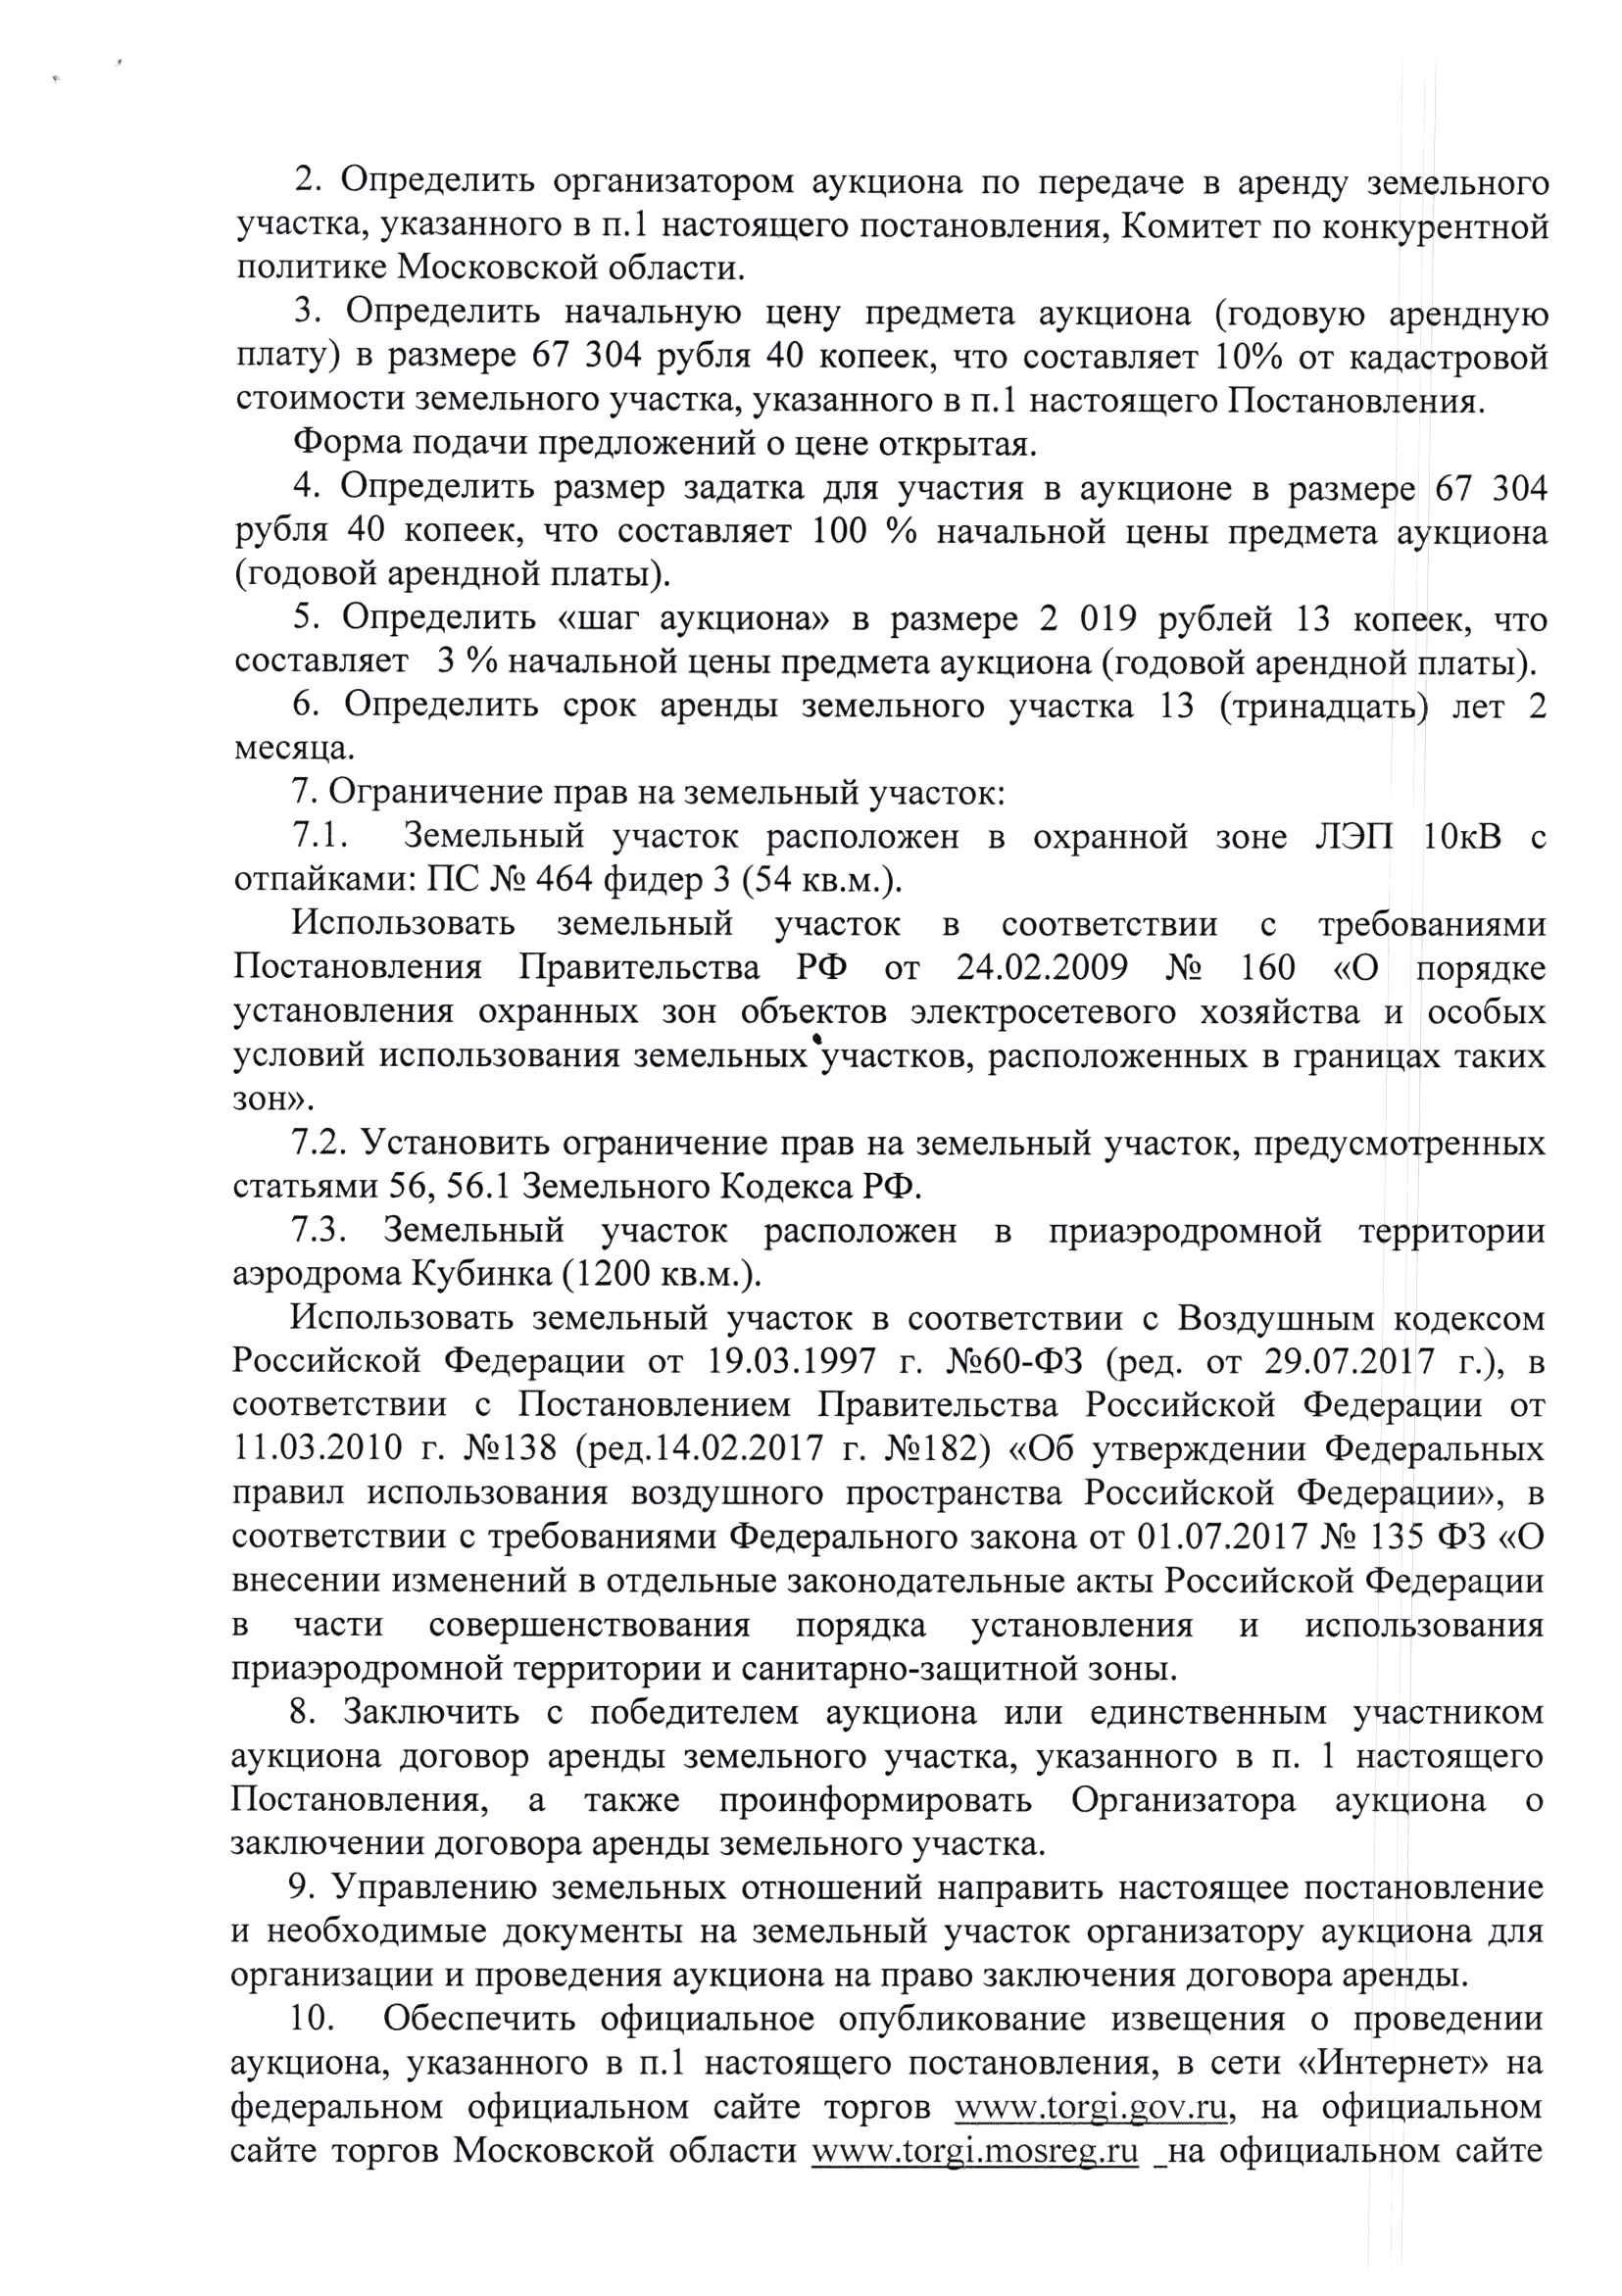 2. Определить организатором аукциона по передаче в аренду земельного
участка, указанного в п.1 настоящего постановления, Комитет по конкурентной
политике Московской области.
3. Определить начальную цену предмета аукциона (годовую арендную
плату) в размере 67 304 рубля 40 копеек, что составляет 10% от кадастровой
стоимости земельного участка, указанного в п.1 настоящего Постановления.
Форма подачи предложений о цене открытая.
4. Определить размер задатка для участия в аукционе в размере 67 304
рубля 40 копеек, что составляет 100 % начальной цены предмета аукциона
(годовой арендной платы).
5. Определить «шаг аукциона» в размере 2 019 рублей 13 копеек, что
составляет 3 % начальной цены предмета аукциона (годовой арендной платы).
6. Определить срок аренды земельного участка 13 (тринадцать) лет 2
месяца.
7. Ограничение прав на земельный участок:
7.1. Земельный участок расположен в охранной зоне ЛЭП 10кВ с
отпайками: ПС № 464 фидер 3 (54 кв.м.).
Использовать земельный участок в соответствии с требованиями
Постановления Правительства РФ от 24.02.2009 № 160 «О порядке
установления охранных зон объектов электросетевого хозяйства и особых
условий использования земельных участков, расположенных в границах таких
зон».
7.2. Установить ограничение прав на земельный участок, предусмотренных
статьями 56, 56.1 Земельного Кодекса РФ.
7.3. Земельный участок расположен в приаэродромной территории
аэродрома Кубинка (1200 кв.м.).
Использовать земельный участок в соответствии с Воздушным кодексом
Российской Федерации от 19.03.1997 г. №60-ФЗ (ред. от 29.07.2017 г.), в
соответствии с Постановлением Правительства Российской Федерации от
11.03.2010 г. №138 (ред.14.02.2017 г. №182) «Об утверждении Федеральных
правил использования воздушного пространства Российской Федерации», в
соответствии с требованиями Федерального закона от 01.07.2017 № 135 ФЗ «О
внесении изменений в отдельные законодательные акты Российской Федерации
в части совершенствования порядка установления и использования
приаэродромной территории и санитарно-защитной зоны.
8. Заключить с победителем аукциона или единственным участником
аукциона договор аренды земельного участка, указанного в п. 1 настоящего
Постановления, а также проинформировать Организатора аукциона о
заключении договора аренды земельного участка.
9. Управлению земельных отношений направить настоящее постановление
и необходимые документы на земельный участок организатору аукциона для
организации и проведения аукциона на право заключения договора аренды.
10. Обеспечить официальное опубликование извещения о проведении
аукциона, указанного в п.1 настоящего постановления, в сети «Интернет» на
федеральном официальном сайте торгов www.torgi.gov.ru, на официальном
сайте торгов Московской области www.torgi.mosreg.ru _на официальном сайте